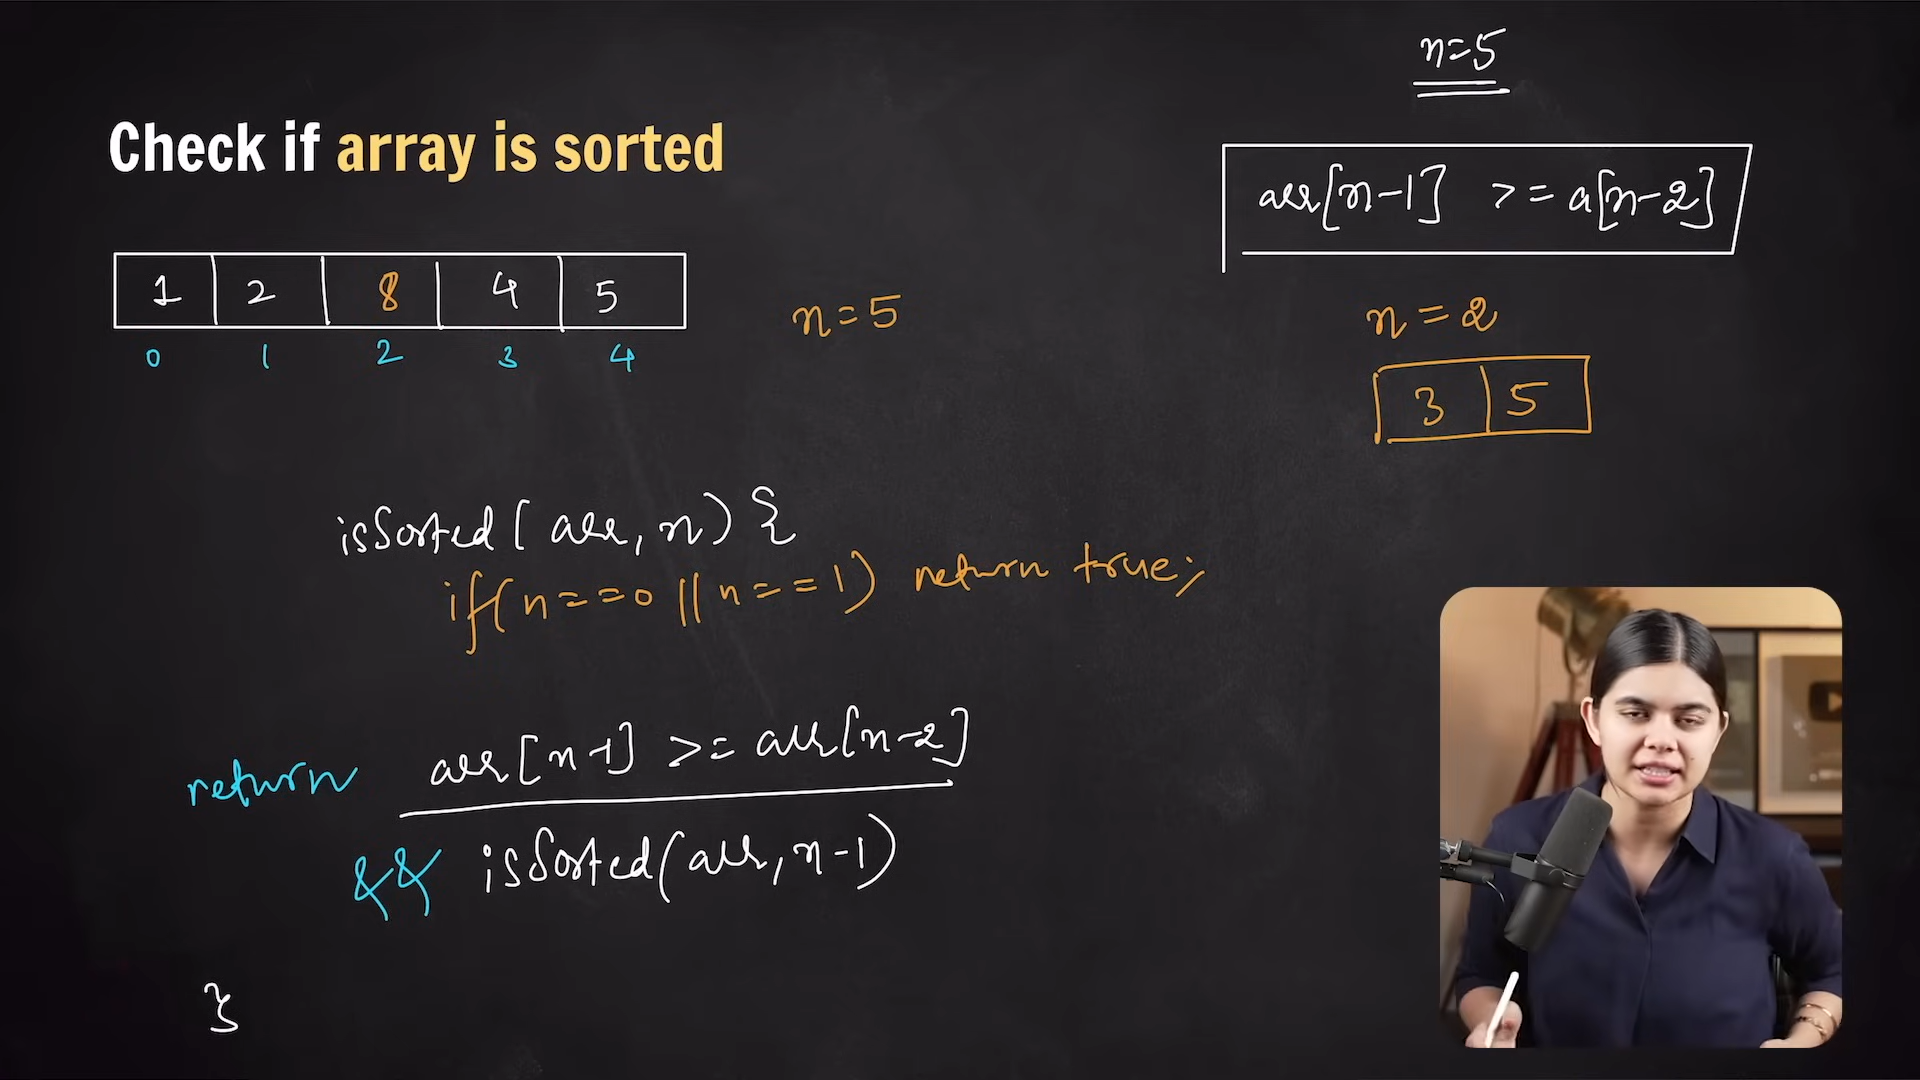 n=5
Check if array is sorted
arr[n-1] >= a[n-2]
1 2 8 4 5
0 1 2 3 4
n=5
n=2
3 5
isSorted(arr,n){
if(n==0 || n==1) return true;
return arr[n-1] >= arr[n-2]
&& isSorted(arr,n-1)
}